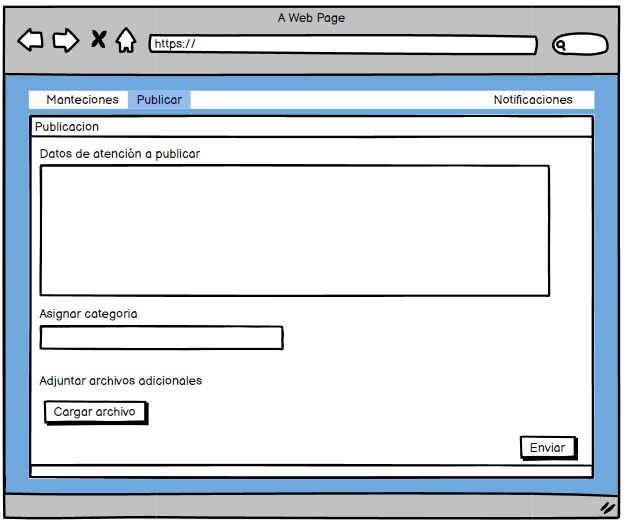 A Web Page
https://
Manteciones Publicar Notificaciones
Publicacion
Datos de atención a publicar
Asignar categoria
Adjuntar archivos adicionales
Cargar archivo
Enviar